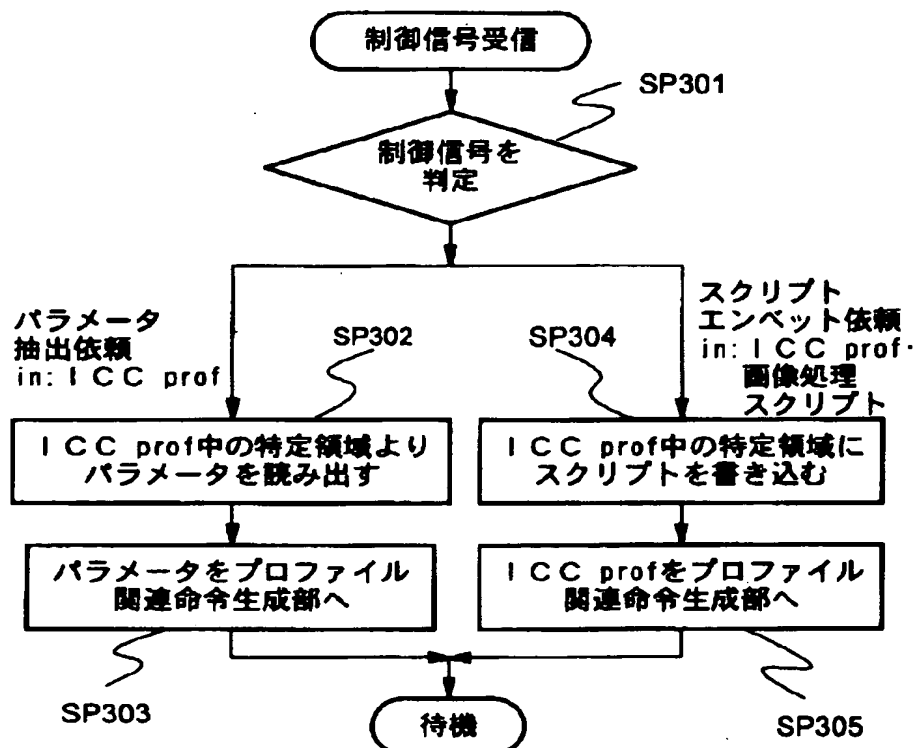 制御信号受信
SP301
制御信号を
判定
パラメータ
抽出依頼
in:ICC prof
SP302
SP304
スクリプト
エンベット依頼
in:ICC prof・
画像処理
スクリプト
ICC prof中の特定領域より
パラメータを読み出す
ICC prof中の特定領域に
スクリプトを書き込む
パラメータをプロファイル
関連命令生成部へ
ICC profをプロファイル
関連命令生成部へ
SP303
待機
SP305